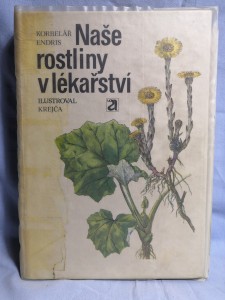 KORBELÁŘ
ENDRIS
Naše
rostliny
v lékařství
ILUSTROVAL
KREJČA